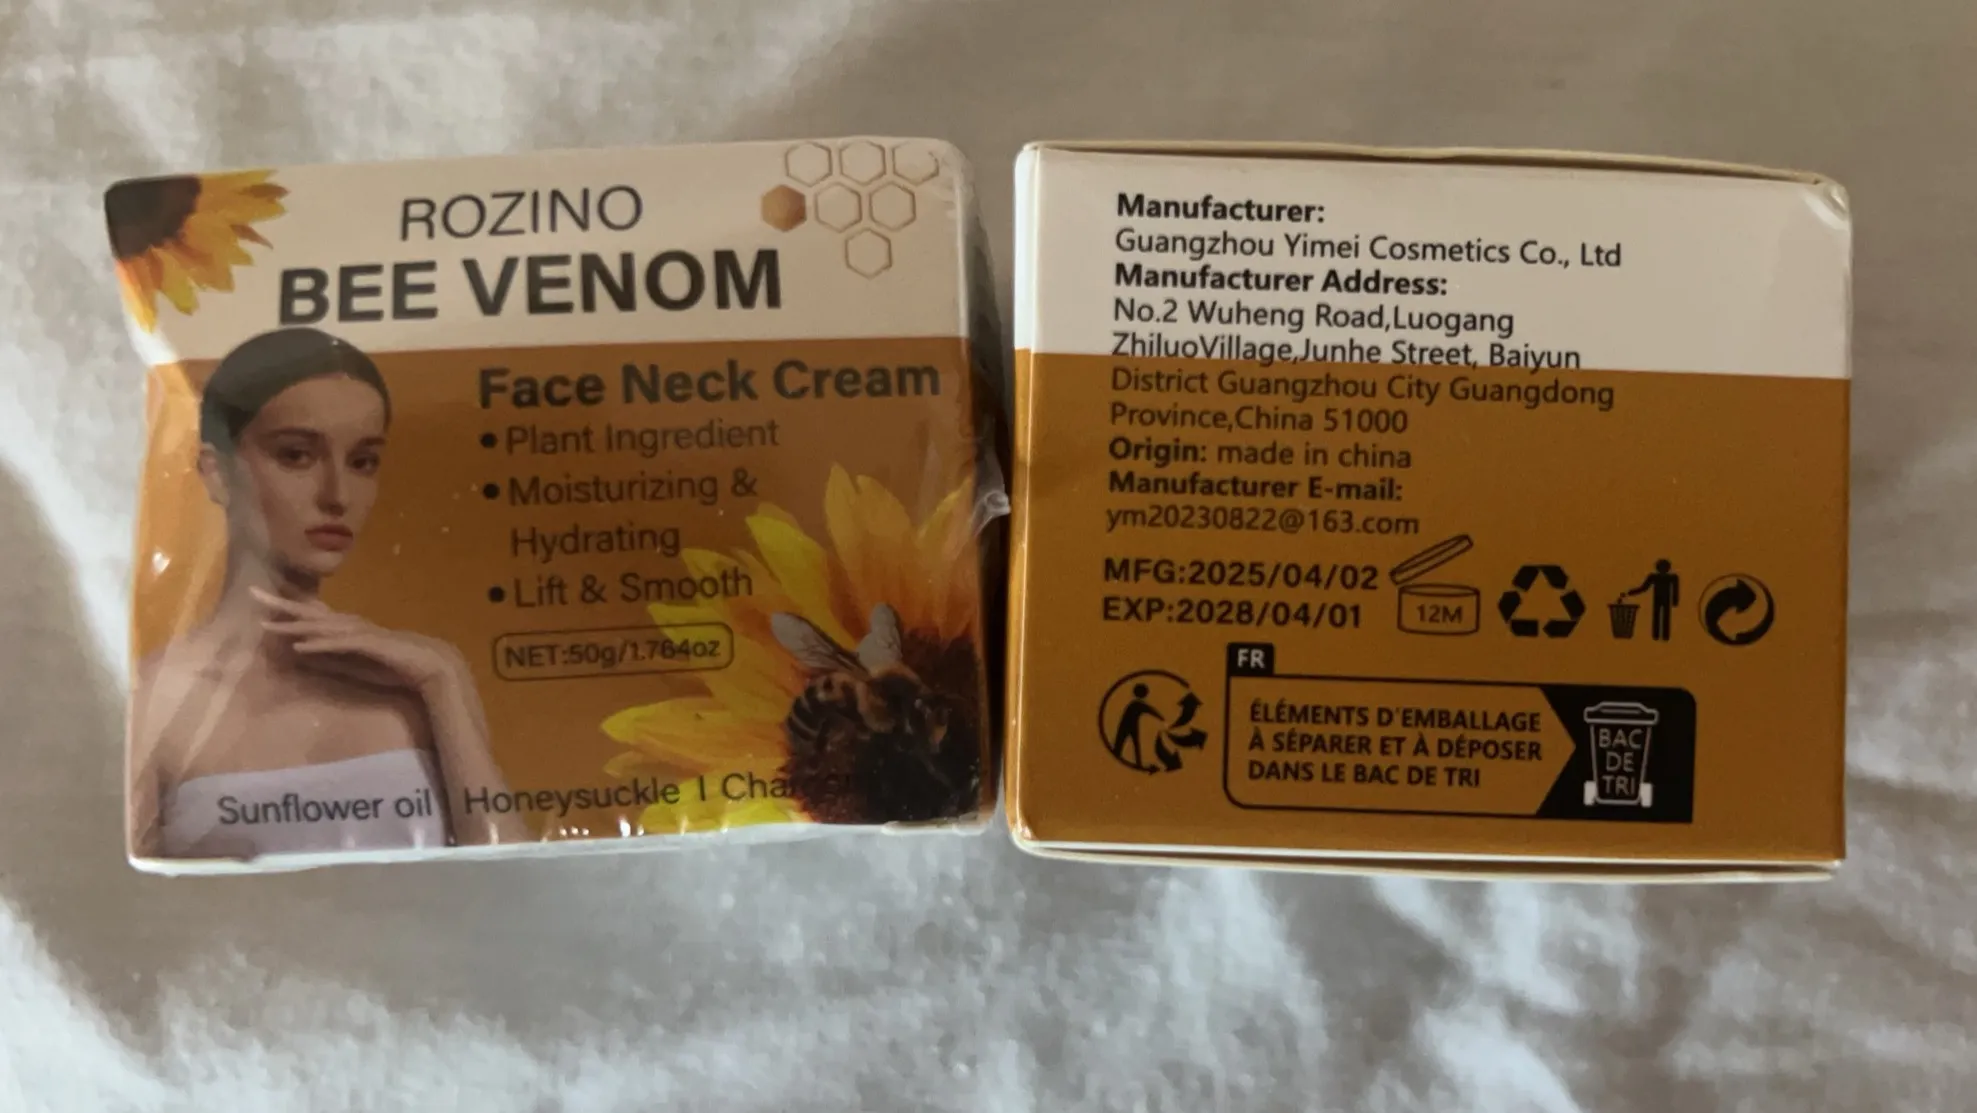 ROZINO
BEE VENOM
Face Neck Cream
• Plant Ingredient
• Moisturizing &
Hydrating
• Lift & Smooth
NET:50g/1.764oz
Sunflower oil | Honeysuckle I
Manufacturer:
Guangzhou Yimei Cosmetics Co., Ltd
Manufacturer Address:
No.2 Wuheng Road,Luogang
ZhiluoVillage,Junhe Street, Baiyun
District Guangzhou City Guangdong
Province,China 51000
Origin: made in china
Manufacturer E-mail:
ym20230822@163.com
MFG:2025/04/02
EXP:2028/04/01
12M
FR
ÉLÉMENTS D'EMBALLAGE
À SÉPARER ET À DÉPOSER
DANS LE BAC DE TRI
BAC
DE
TRI